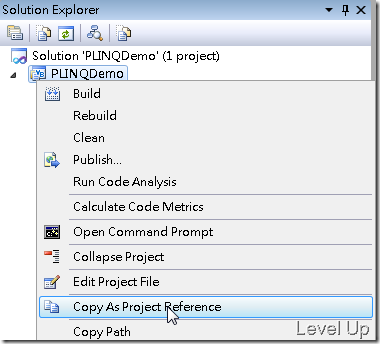 Solution Explorer
Solution 'PLINQDemo' (1 project)
PLINQDemo
Build
Rebuild
Clean
Publish...
Run Code Analysis
Calculate Code Metrics
Open Command Prompt
Collapse Project
Edit Project File
Copy As Project Reference
Copy Path
Level Up